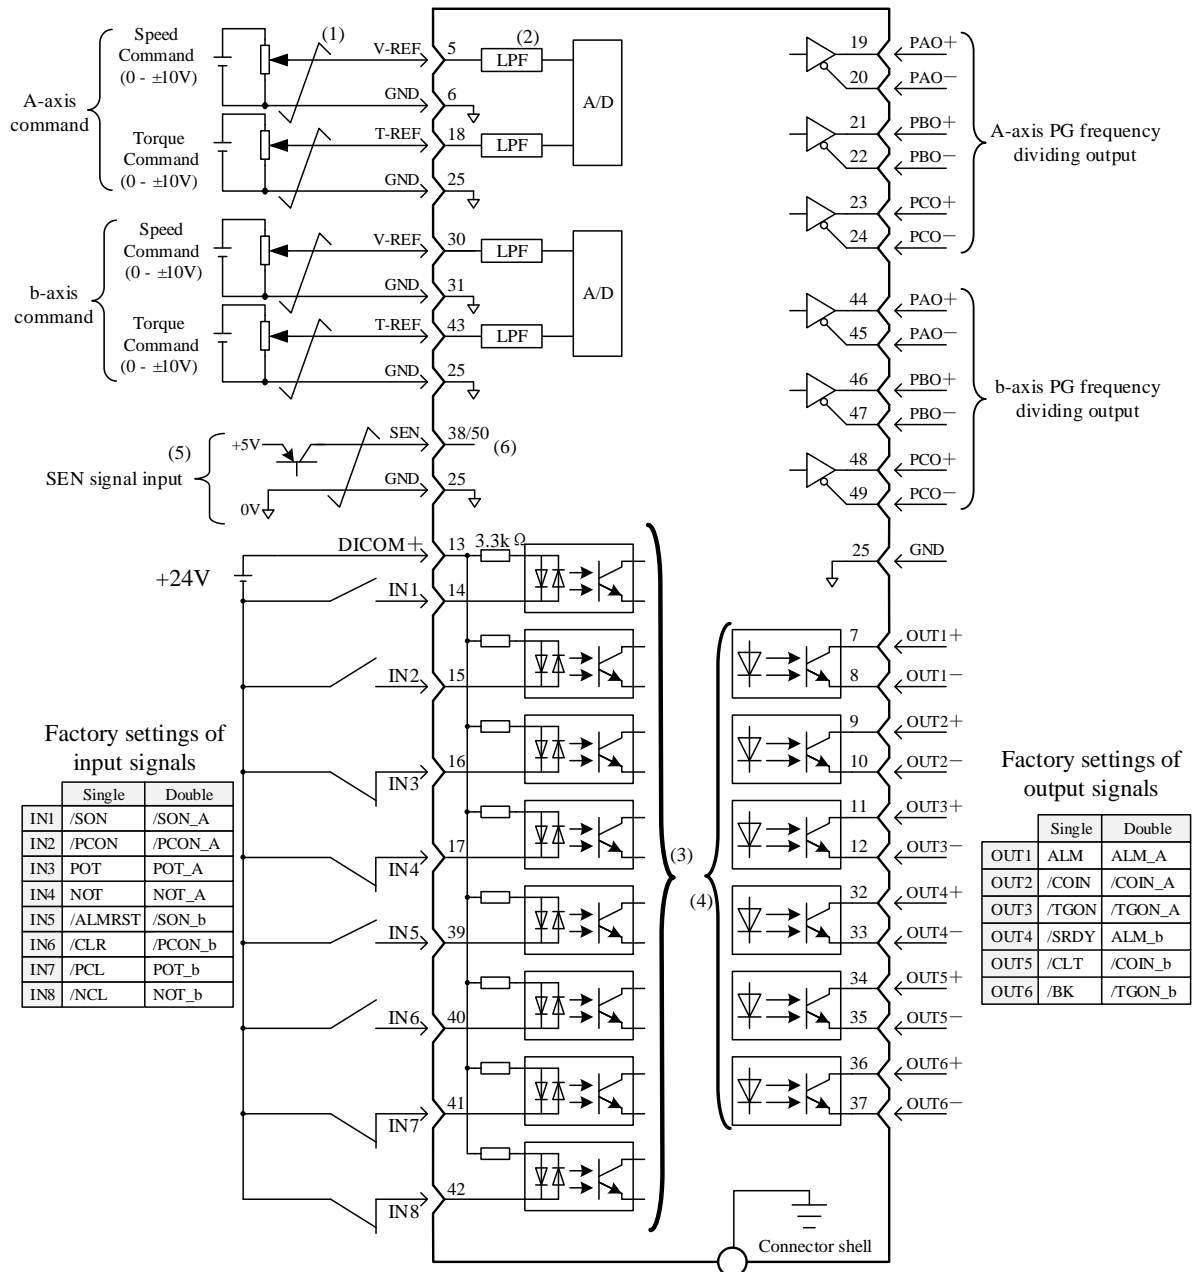 A-axis
command
Speed
Command
(0 - ±10V)
(1)
V-REF
5
(2)
LPF
A/D
GND
6
Torque
Command
(0 - ±10V)
T-REF
18
LPF
GND
25
b-axis
command
Speed
Command
(0 - ±10V)
V-REF
30
LPF
A/D
GND
31
Torque
Command
(0 - ±10V)
T-REF
43
LPF
GND
25
(5)
SEN signal input
+5V
SEN
38/50
(6)
0V
GND
25
+24V
DICOM+
13
3.3k Ω
IN1
14
IN2
15
IN3
16
IN4
17
IN5
39
IN6
40
IN7
41
IN8
42
(3)
(4)
Factory settings of
input signals
Single Double
IN1 /SON /SON_A
IN2 /PCON /PCON_A
IN3 POT POT_A
IN4 NOT NOT_A
IN5 /ALMRST /SON_b
IN6 /CLR /PCON_b
IN7 /PCL POT_b
IN8 /NCL NOT_b
19 PAO+
20 PAO−
21 PBO+
22 PBO−
23 PCO+
24 PCO−
A-axis PG frequency
dividing output
44 PAO+
45 PAO−
46 PBO+
47 PBO−
48 PCO+
49 PCO−
b-axis PG frequency
dividing output
25 GND
7 OUT1+
8 OUT1−
9 OUT2+
10 OUT2−
11 OUT3+
12 OUT3−
32 OUT4+
33 OUT4−
34 OUT5+
35 OUT5−
36 OUT6+
37 OUT6−
Factory settings of
output signals
Single Double
OUT1 ALM ALM_A
OUT2 /COIN /COIN_A
OUT3 /TGON /TGON_A
OUT4 /SRDY ALM_b
OUT5 /CLT /COIN_b
OUT6 /BK /TGON_b
Connector shell